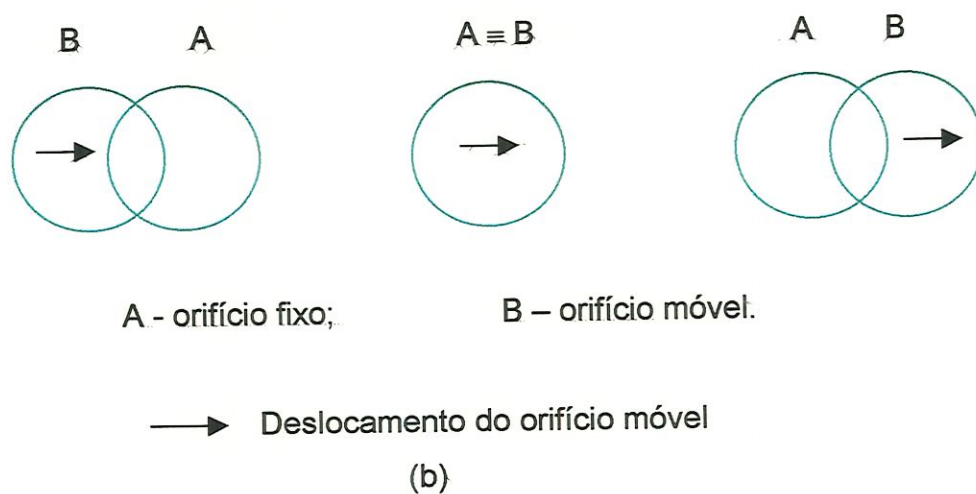 B A A ≡ B A B
A - orifício fixo; B – orifício móvel.
Deslocamento do orifício móvel
(b)